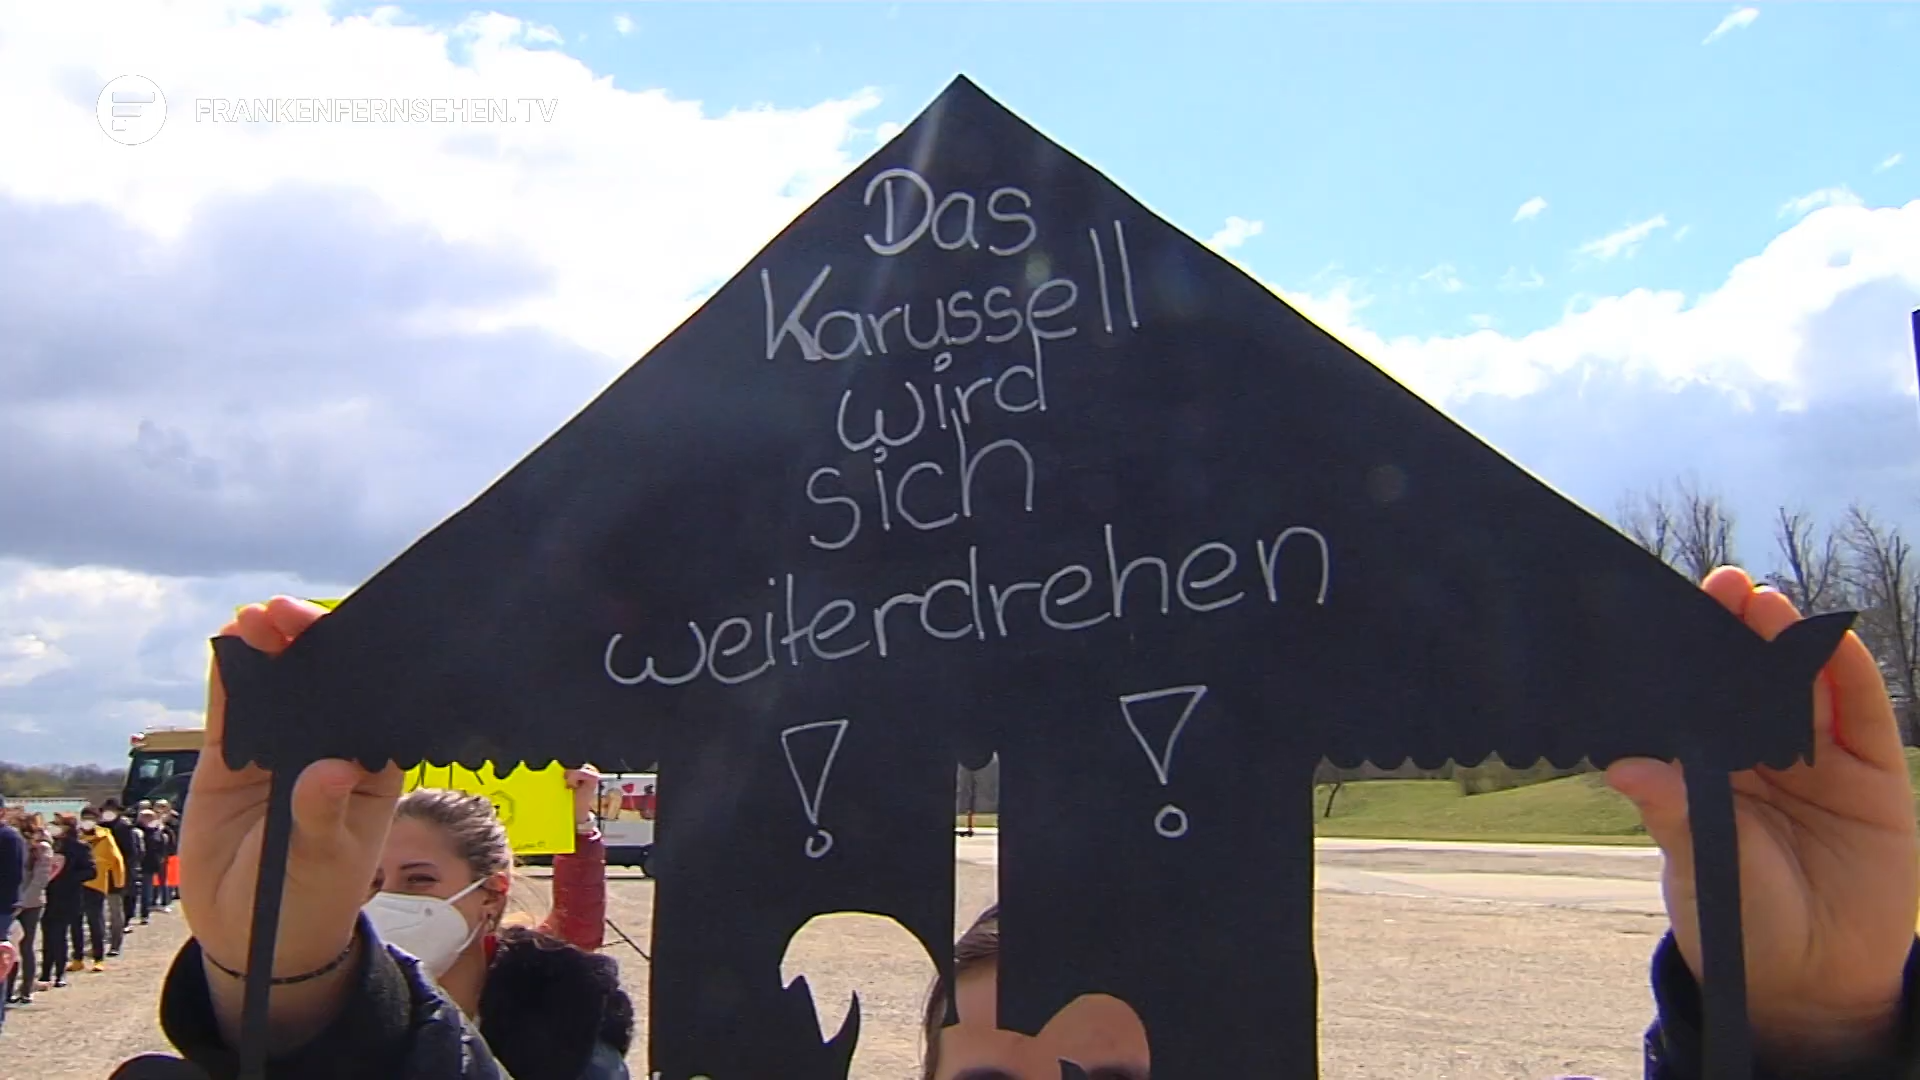 FRANKENFERNSEHEN.TV
Das
Karussell
wird
sich
weiterdrehen
! !